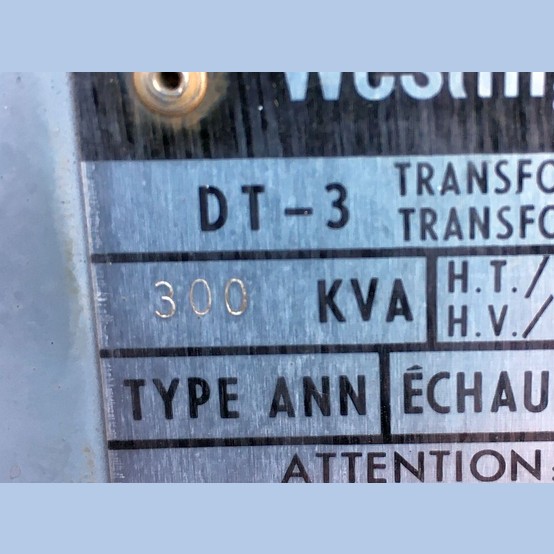 DT-3 TRANSFO
TRANSFO
300 KVA H.T./
H.V./
TYPE ANN ÉCHAU
ATTENTION: